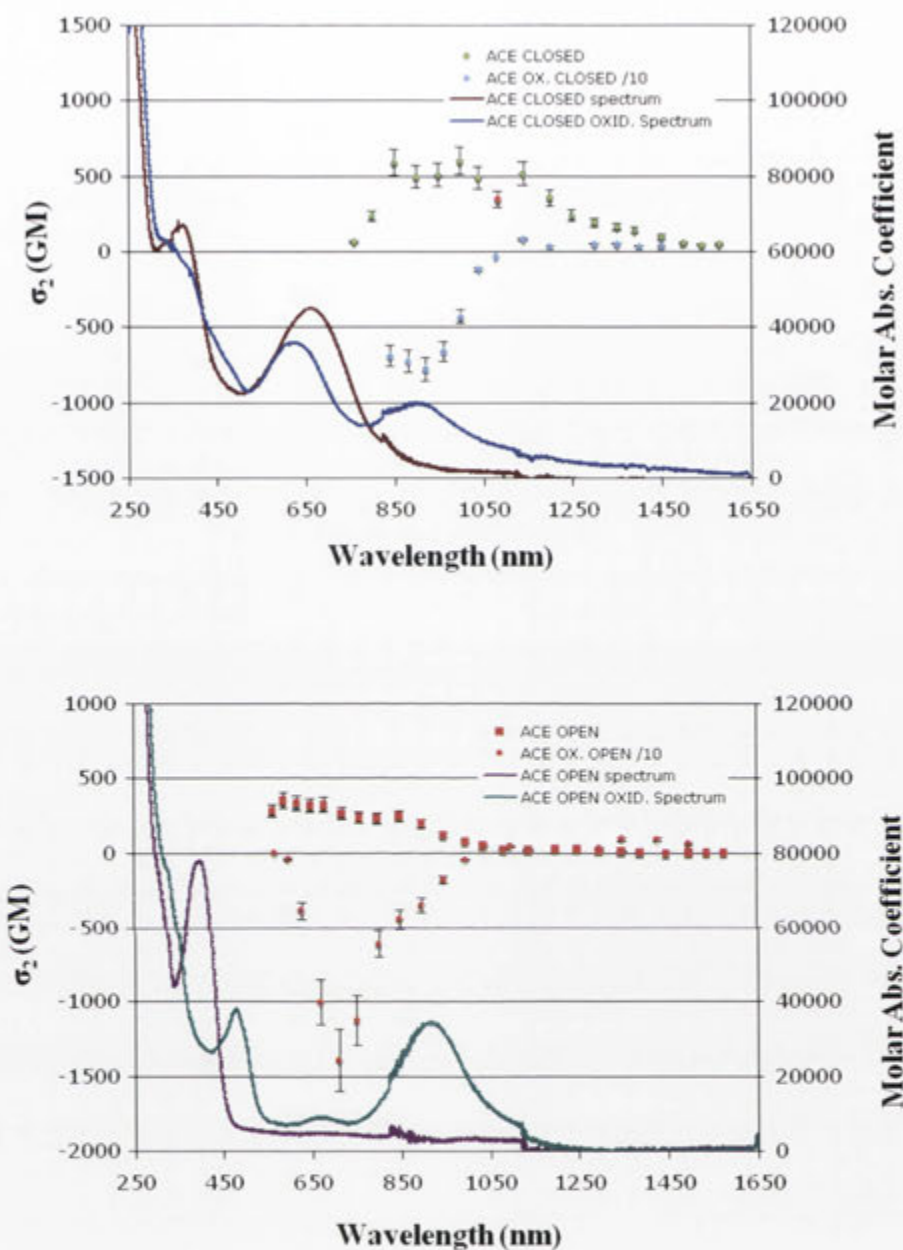 1500
1000
500
0
-500
-1000
-1500
σ₂ (GM)
ACE CLOSED
ACE OX. CLOSED /10
ACE CLOSED spectrum
ACE CLOSED OXID. Spectrum
120000
100000
80000
60000
40000
20000
0
Molar Abs. Coefficient
250 450 650 850 1050 1250 1450 1650
Wavelength (nm)
1000
500
0
-500
-1000
-1500
-2000
σ₂ (GM)
ACE OPEN
ACE OX. OPEN /10
ACE OPEN spectrum
ACE OPEN OXID. Spectrum
120000
100000
80000
60000
40000
20000
0
Molar Abs. Coefficient
250 450 650 850 1050 1250 1450 1650
Wavelength (nm)